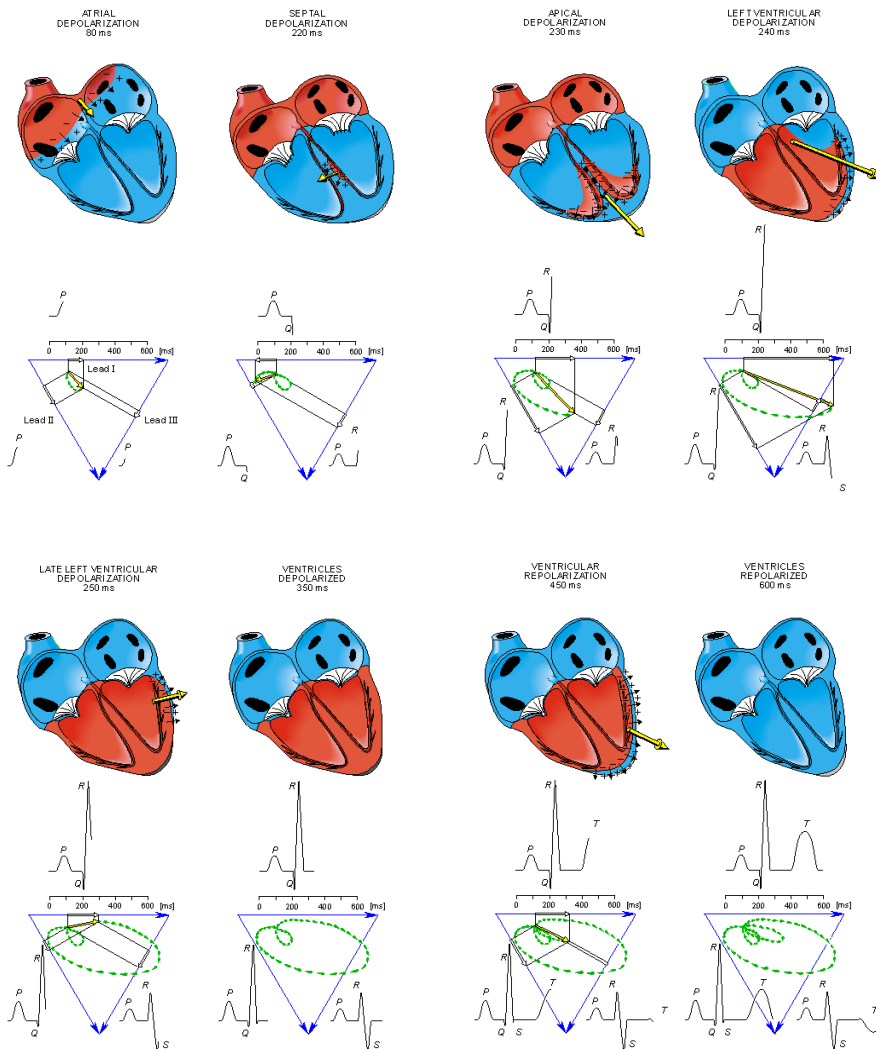 ATRIAL
DEPOLARIZATION
80 ms
SEPTAL
DEPOLARIZATION
220 ms
APICAL
DEPOLARIZATION
230 ms
LEFT VENTRICULAR
DEPOLARIZATION
240 ms
P
P
Q
P
R
Q
P
R
Q
0 200 400 600 [ms]
0 200 400 600 [ms]
0 200 400 600 [ms]
0 200 400 600 [ms]
Lead I
Lead II
Lead III
P
P
P
Q
P
R
P
R
Q
P
R
P
R
Q
P
R
S
LATE LEFT VENTRICULAR
DEPOLARIZATION
250 ms
VENTRICLES
DEPOLARIZED
350 ms
VENTRICULAR
REPOLARIZATION
450 ms
VENTRICLES
REPOLARIZED
600 ms
P
R
Q
P
R
Q
P
R
Q
T
P
R
Q
T
0 200 400 600 [ms]
0 200 400 600 [ms]
0 200 400 600 [ms]
0 200 400 600 [ms]
P
R
Q
P
R
S
P
R
Q
P
R
S
P
R
Q
S
T
P
R
S
T
P
R
Q
S
T
P
R
S
T